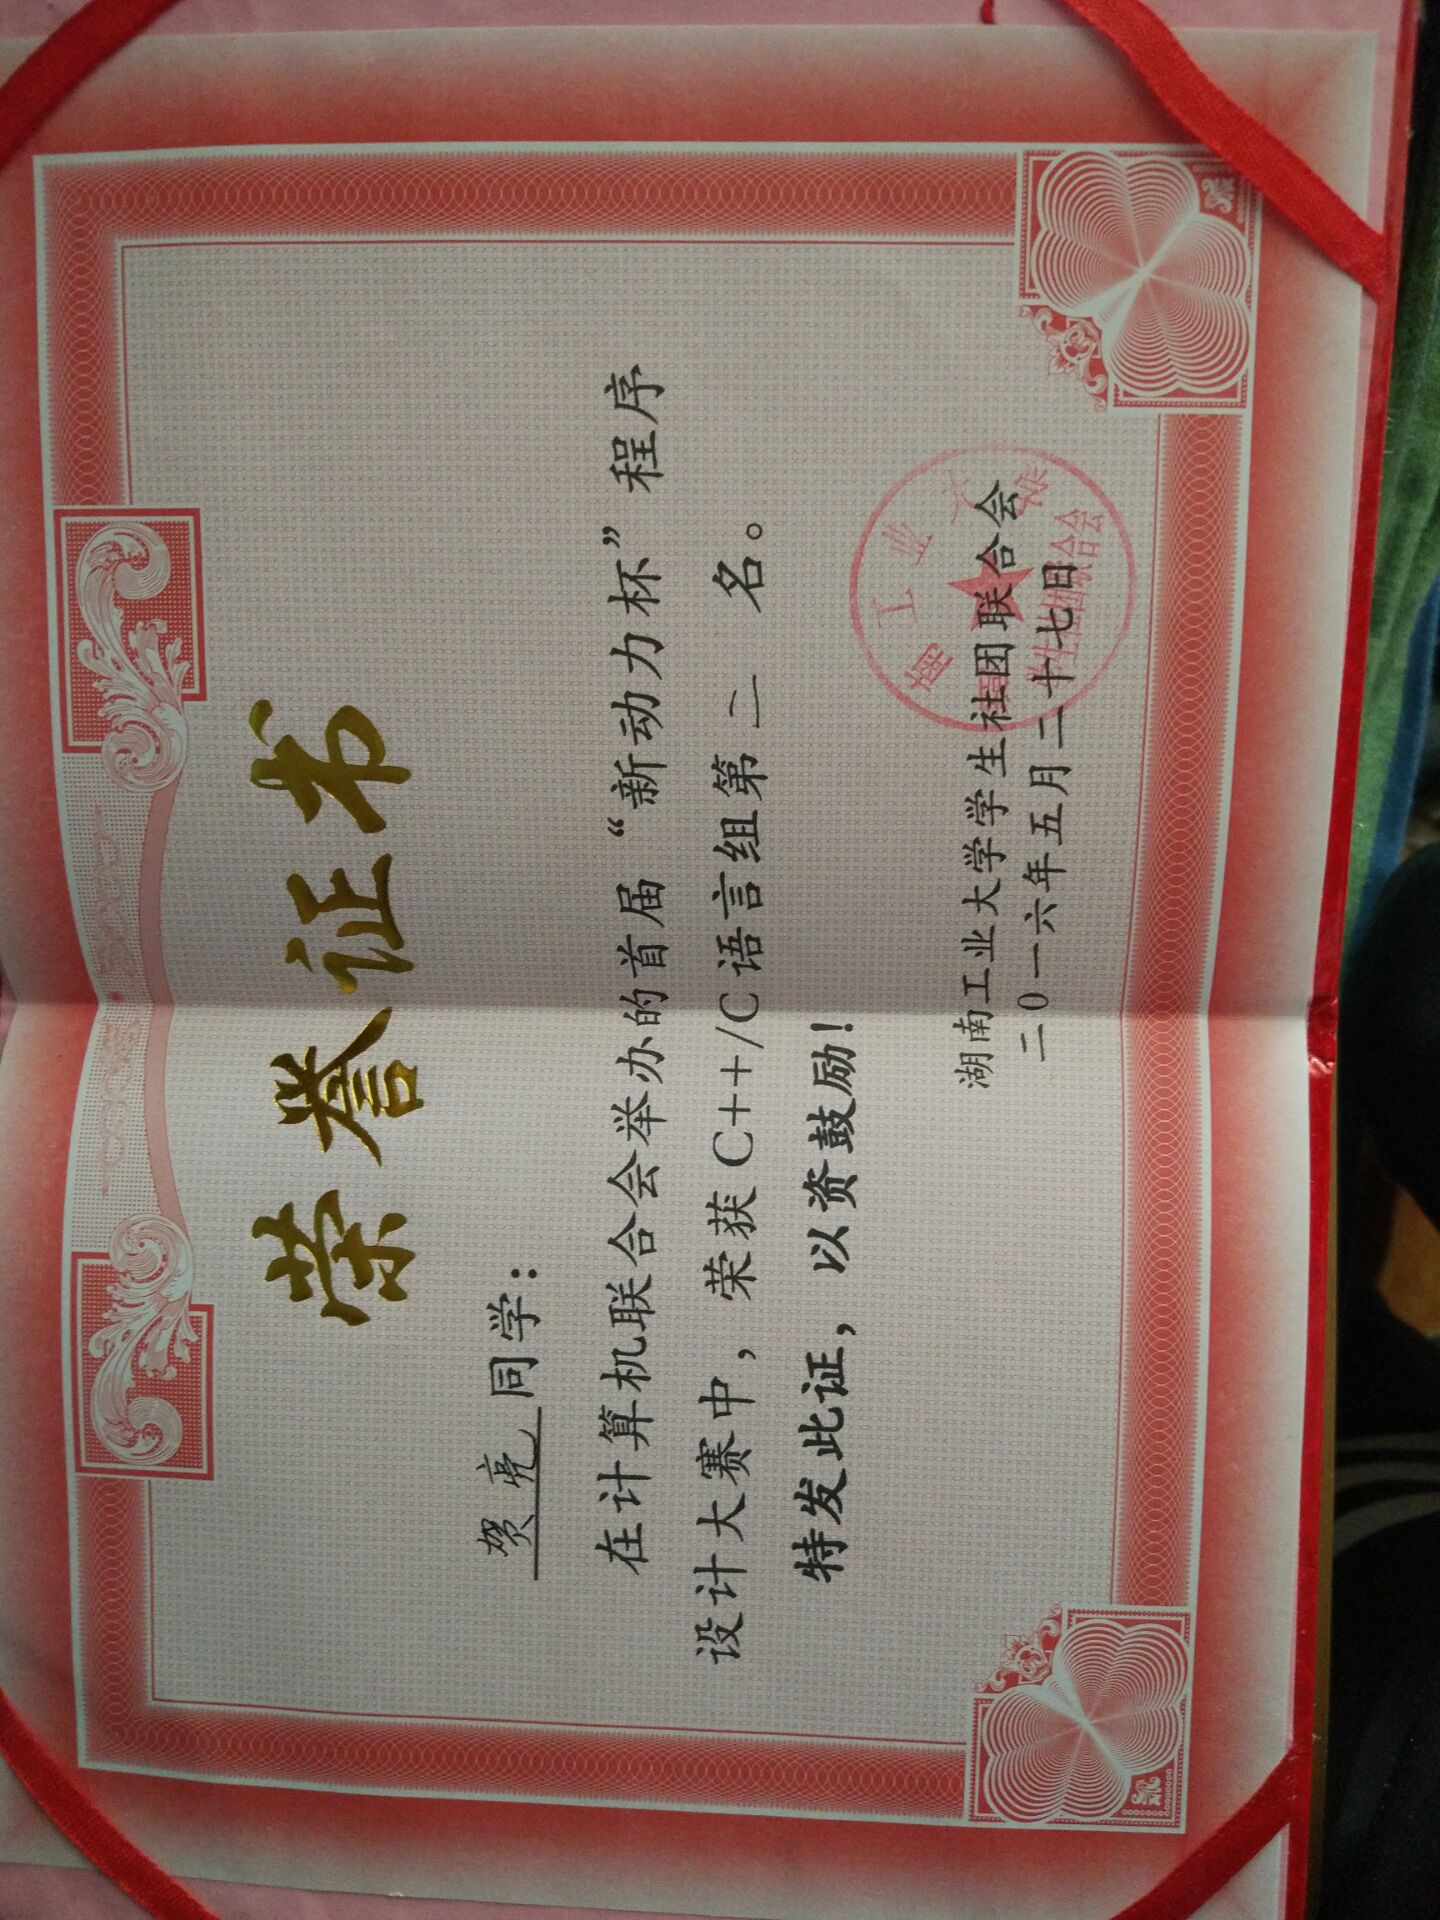 荣誉证书
贺亮同学：
在计算机联合会举办的首届“新动力杯”程序
设计大赛中，荣获C++/C语言组第二名。
特发此证，以资鼓励！
湖南工业大学学生社团联合会
二0一六年五月二十七日
南工业大学
学生社团联合会